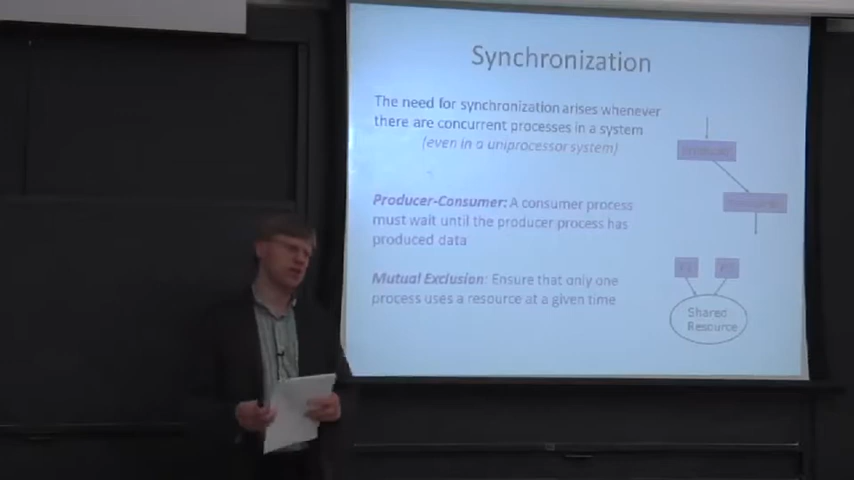 Synchronization
The need for synchronization arises whenever
there are concurrent processes in a system
(even in a uniprocessor system)
Producer-Consumer: A consumer process
must wait until the producer process has
produced data
Mutual Exclusion: Ensure that only one
process uses a resource at a given time
Shared
Resource